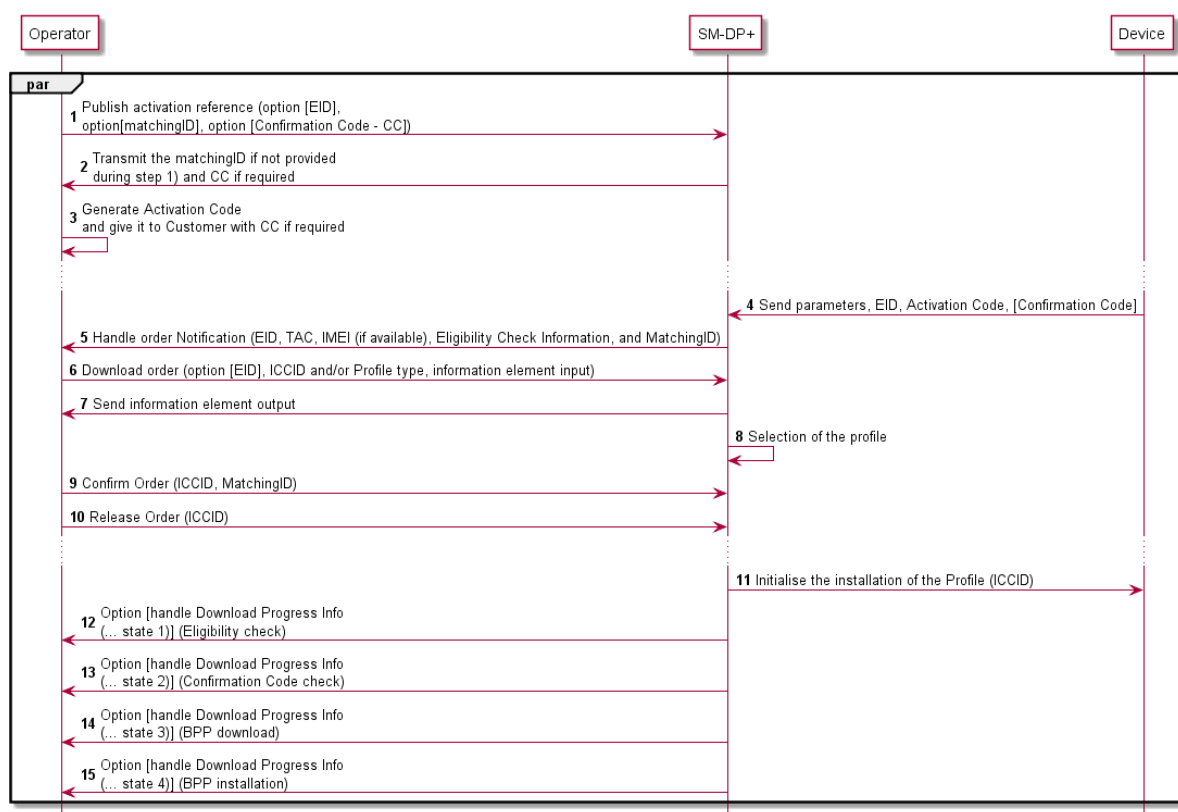 Operator
SM-DP+
Device
par
1 Publish activation reference (option [EID],
option[matchingID], option [Confirmation Code - CC])
2 Transmit the matchingID if not provided
during step 1) and CC if required
3 Generate Activation Code
and give it to Customer with CC if required
4 Send parameters, EID, Activation Code, [Confirmation Code]
5 Handle order Notification (EID, TAC, IMEI (if available), Eligibility Check Information, and MatchingID)
6 Download order (option [EID], ICCID and/or Profile type, information element input)
7 Send information element output
8 Selection of the profile
9 Confirm Order (ICCID, MatchingID)
10 Release Order (ICCID)
11 Initialise the installation of the Profile (ICCID)
12 Option [handle Download Progress Info
(... state 1)] (Eligibility check)
13 Option [handle Download Progress Info
(... state 2)] (Confirmation Code check)
14 Option [handle Download Progress Info
(... state 3)] (BPP download)
15 Option [handle Download Progress Info
(... state 4)] (BPP installation)